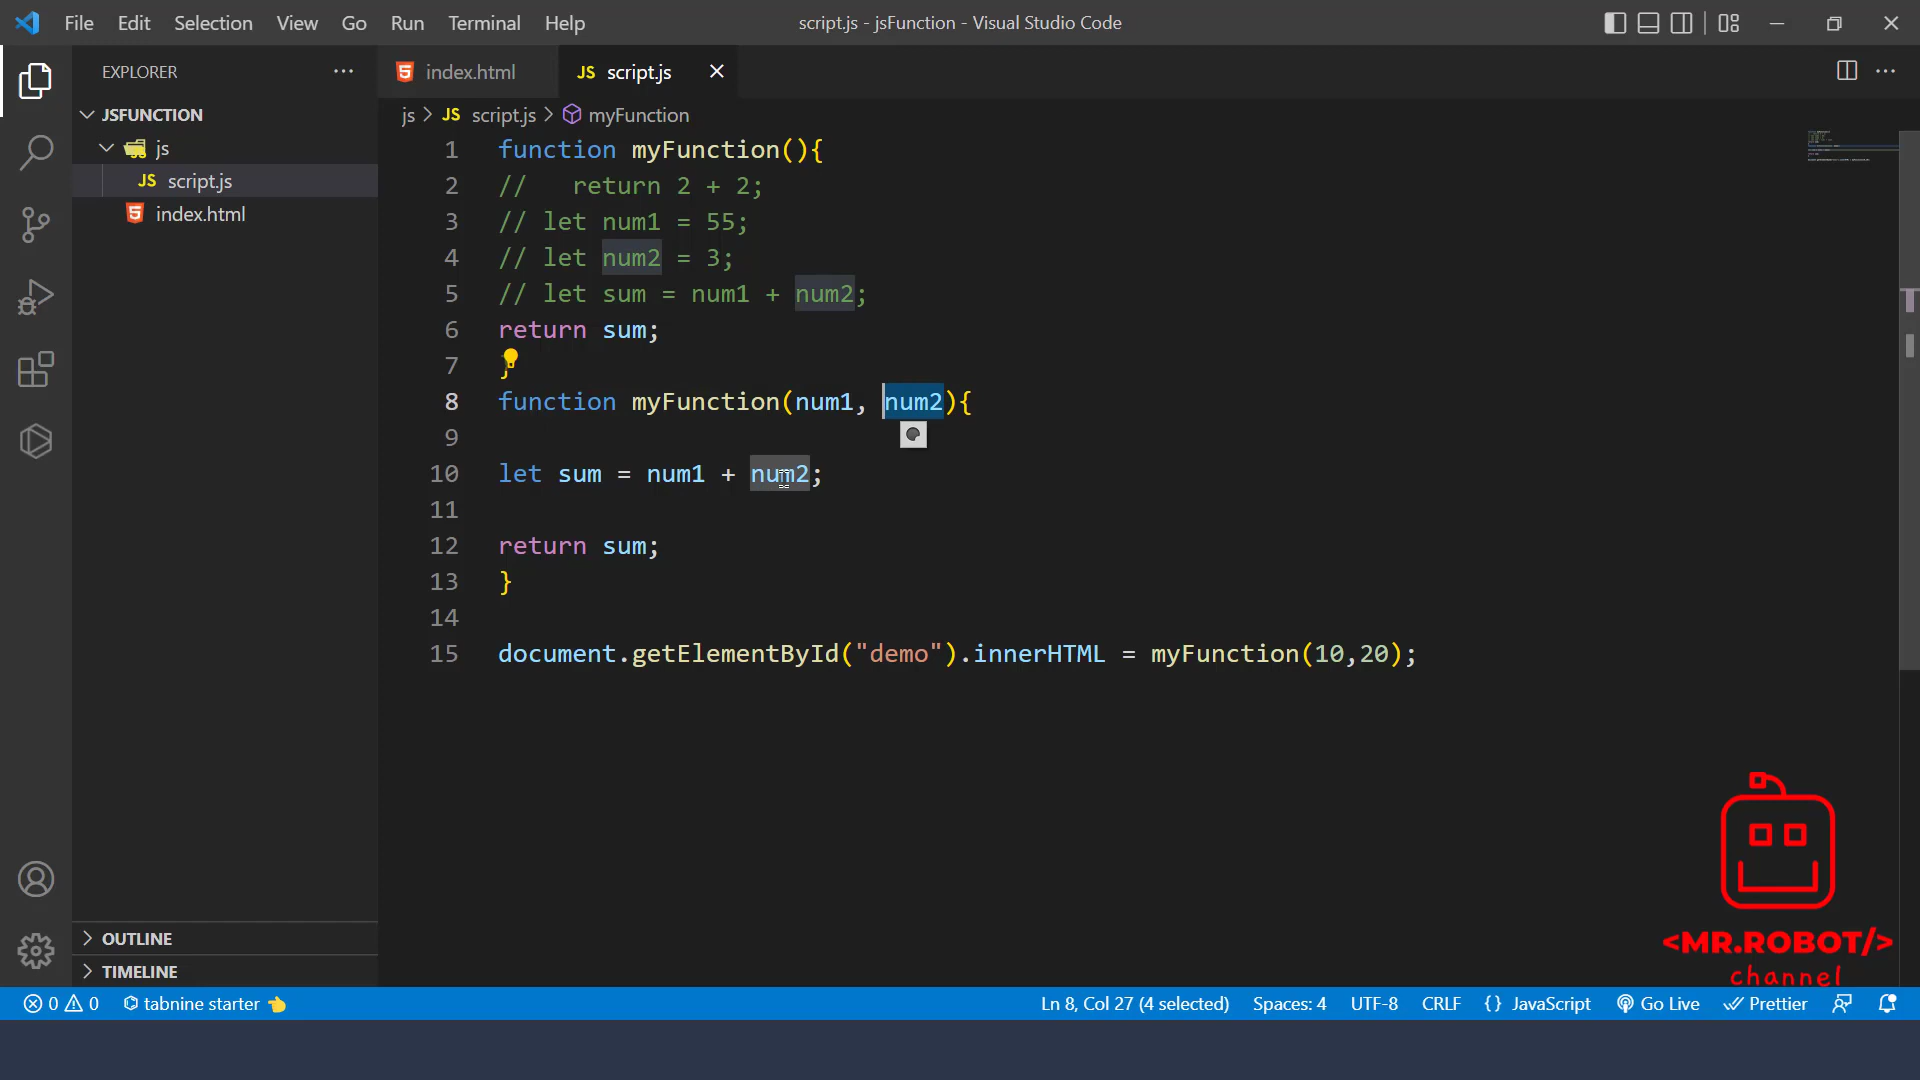 File Edit Selection View Go Run Terminal Help
script.js - jsFunction - Visual Studio Code
EXPLORER
JSFUNCTION
js
JS script.js
index.html
OUTLINE
TIMELINE
index.html
JS script.js
js > JS script.js > myFunction
1 function myFunction(){
2 //   return 2 + 2;
3 // let num1 = 55;
4 // let num2 = 3;
5 // let sum = num1 + num2;
6 return sum;
7 }
8 function myFunction(num1, num2){
9
10 let sum = num1 + num2;
11
12 return sum;
13 }
14
15 document.getElementById("demo").innerHTML = myFunction(10,20);
<MR.ROBOT/>
channel
0 0 tabnine starter Ln 8, Col 27 (4 selected) Spaces: 4 UTF-8 CRLF {} JavaScript Go Live Prettier